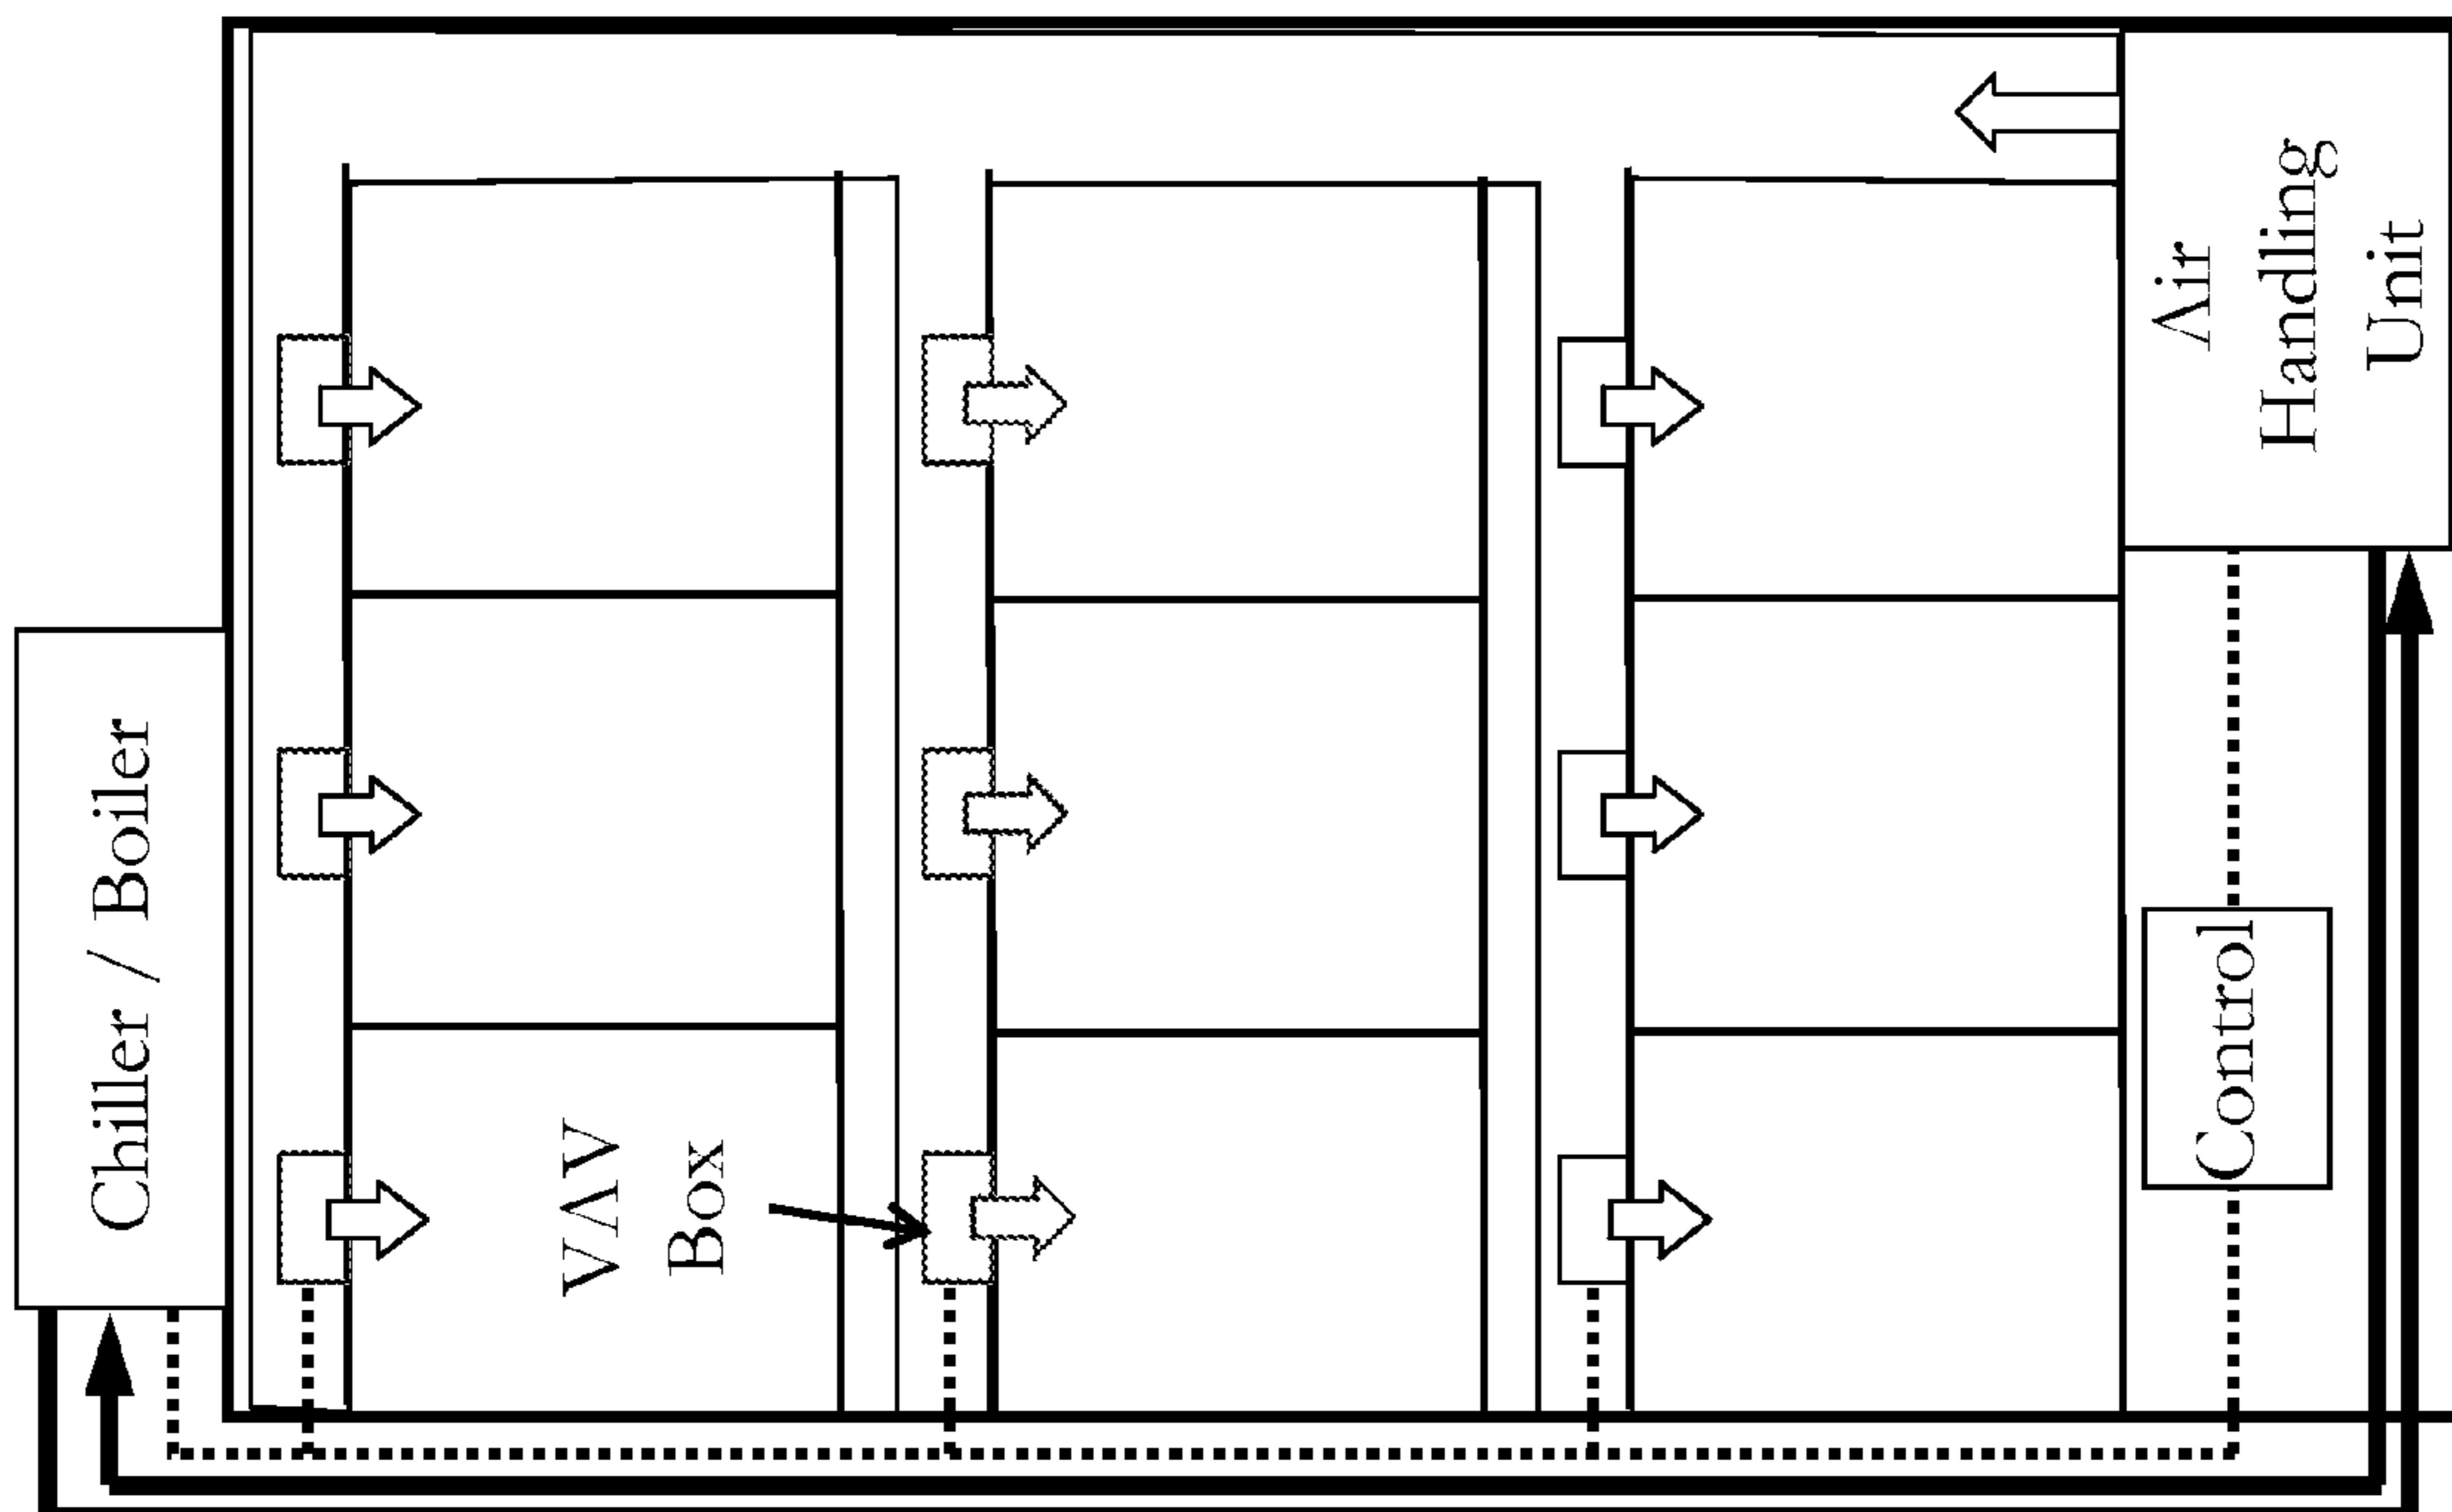 Chiller / Boiler
VAV
Box
Air
Handling
Unit
Control